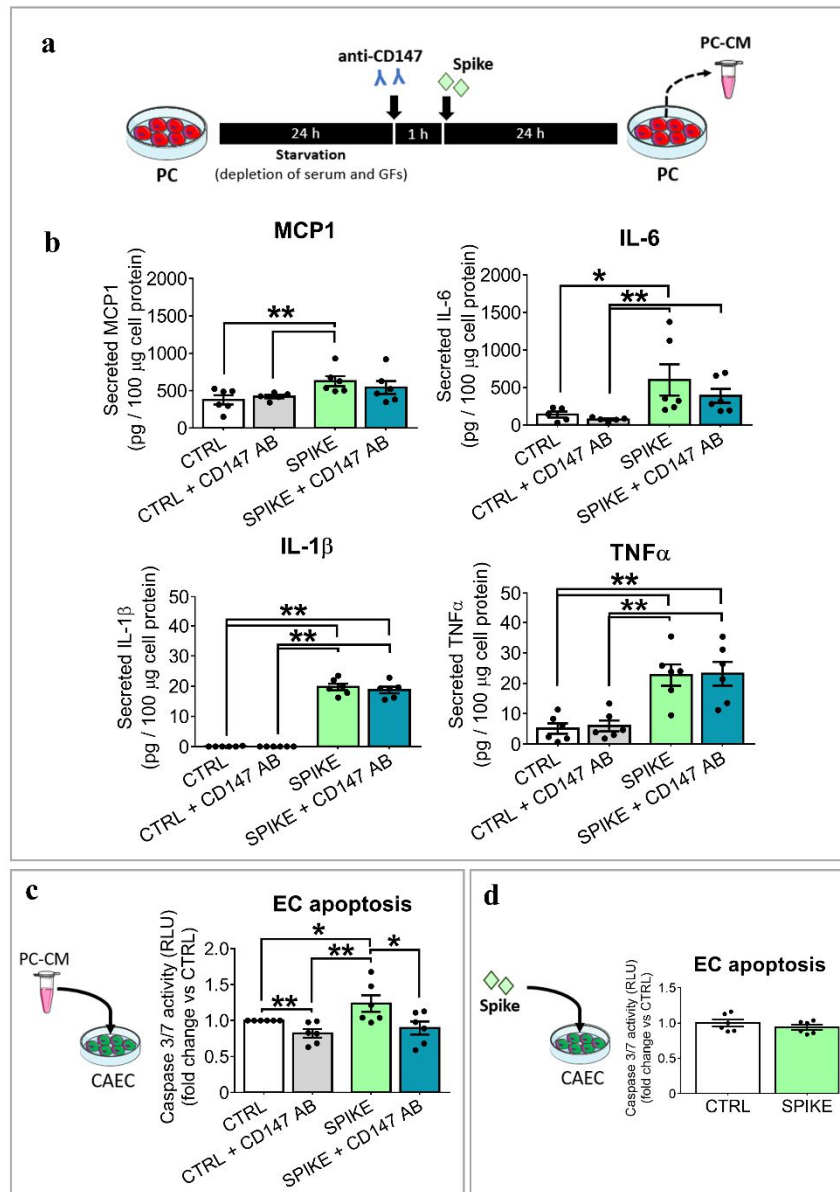 a
anti-CD147
Spike
PC-CM
24 h
1 h
24 h
PC
Starvation
(depletion of serum and GFs)
PC
b
MCP1
Secreted MCP1
(pg / 100 µg cell protein)
2000
1500
1000
500
0
**
CTRL
CTRL + CD147 AB
SPIKE
SPIKE + CD147 AB
IL-6
Secreted IL-6
(pg / 100 µg cell protein)
2000
1500
1000
500
0
*
**
CTRL
CTRL + CD147 AB
SPIKE
SPIKE + CD147 AB
IL-1β
Secreted IL-1β
(pg / 100 µg cell protein)
50
40
30
20
10
0
**
**
CTRL
CTRL + CD147 AB
SPIKE
SPIKE + CD147 AB
TNFα
Secreted TNFα
(pg / 100 µg cell protein)
50
40
30
20
10
0
**
**
CTRL
CTRL + CD147 AB
SPIKE
SPIKE + CD147 AB
c
PC-CM
CAEC
EC apoptosis
Caspase 3/7 activity (RLU)
(fold change vs CTRL)
2.0
1.5
1.0
0.5
0.0
*
**
*
**
CTRL
CTRL + CD147 AB
SPIKE
SPIKE + CD147 AB
d
Spike
CAEC
EC apoptosis
Caspase 3/7 activity (RLU)
(fold change vs CTRL)
1.5
1.0
0.5
0.0
CTRL
SPIKE